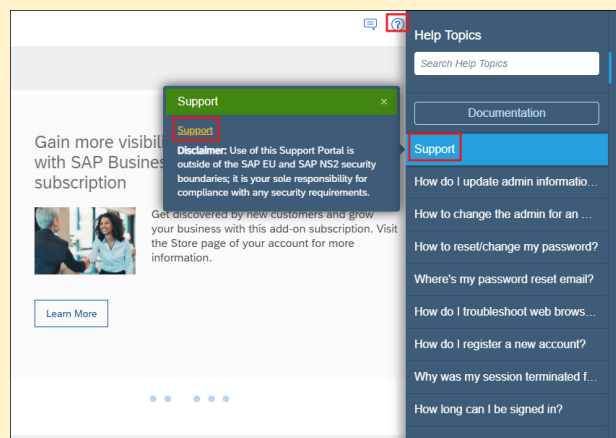 Help Topics
Search Help Topics
Documentation
Support
How do I update admin informatio...
How to change the admin for an ...
How to reset/change my password?
Where's my password reset email?
How do I troubleshoot web brows...
How do I register a new account?
Why was my session terminated f...
How long can I be signed in?
Support
×
Support
Disclaimer: Use of this Support Portal is
outside of the SAP EU and SAP NS2 security
boundaries; it is your sole responsibility for
compliance with any security requirements.
Gain more visibili
with SAP Busines
subscription
Get discovered by new customers and grow
your business with this add-on subscription. Visit
the Store page of your account for more
information.
Learn More